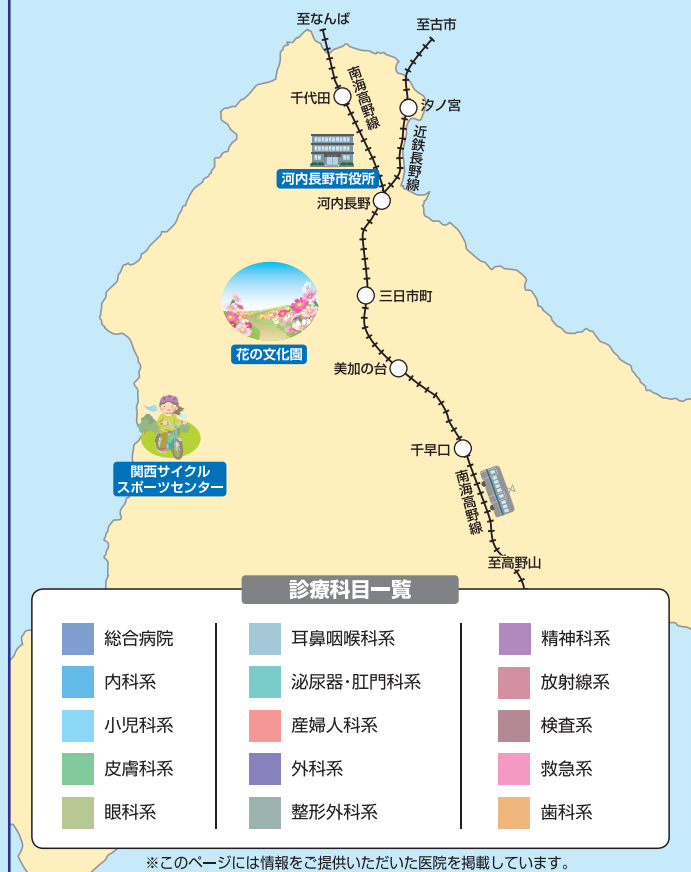 至なんば
至古市
千代田
南海高野線
汐ノ宮
近鉄長野線
河内長野市役所
河内長野
三日市町
花の文化園
美加の台
関西サイクル
スポーツセンター
千早口
南海高野線
至高野山
診療科目一覧
総合病院
内科系
小児科系
皮膚科系
眼科系
耳鼻咽喉科系
泌尿器・肛門科系
産婦人科系
外科系
整形外科系
精神科系
放射線系
検査系
救急系
歯科系
※このページには情報をご提供いただいた医院を掲載しています。